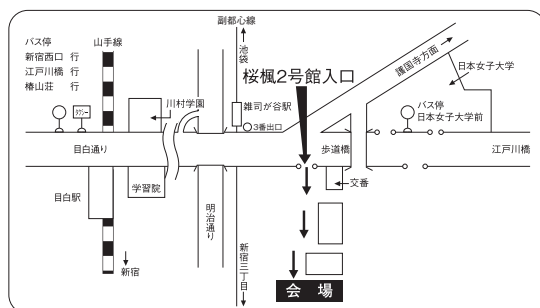 副都心線
池袋
バス停
新宿西口 行
江戸川橋 行
椿山荘 行
山手線
桜楓2号館入口
護国寺方面
日本女子大学
タクシー
川村学園
雑司が谷駅
3番出口
バス停
日本女子大学前
目白通り
歩道橋
江戸川橋
目白駅
学習院
明治通り
交番
新宿
新宿三丁目
会場